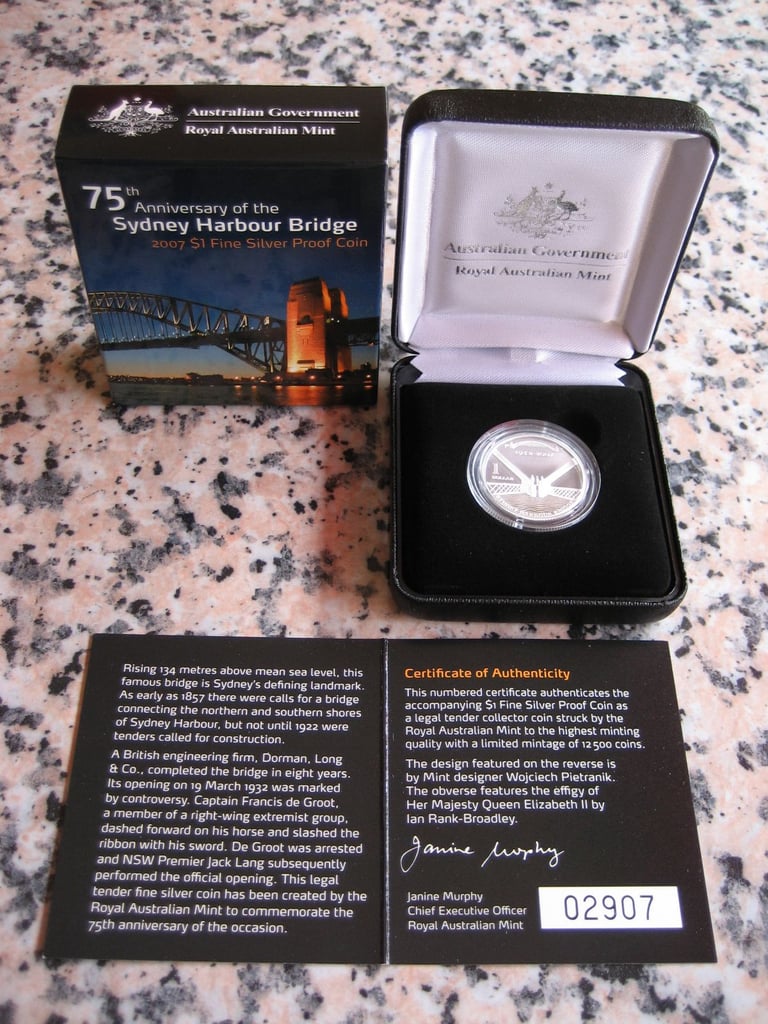 Australian Government
Royal Australian Mint
75th
Anniversary of the
Sydney Harbour Bridge
2007 $1 Fine Silver Proof Coin
Australian Government
Royal Australian Mint
1
DOLLAR
Rising 134 metres above mean sea level, this
famous bridge is Sydney's defining landmark.
As early as 1857 there were calls for a bridge
connecting the northern and southern shores
of Sydney Harbour, but not until 1922 were
tenders called for construction.
A British engineering firm, Dorman, Long
& Co., completed the bridge in eight years.
Its opening on 19 March 1932 was marked
by controversy. Captain Francis de Groot,
a member of a right-wing extremist group,
dashed forward on his horse and slashed the
ribbon with his sword. De Groot was arrested
and NSW Premier Jack Lang subsequently
performed the official opening. This legal
tender fine silver coin has been created by the
Royal Australian Mint to commemorate the
75th anniversary of the occasion.
Certificate of Authenticity
This numbered certificate authenticates the
accompanying $1 Fine Silver Proof Coin as
a legal tender collector coin struck by the
Royal Australian Mint to the highest minting
quality with a limited mintage of 12500 coins.
The design featured on the reverse is
by Mint designer Wojciech Pietranik.
The obverse features the effigy of
Her Majesty Queen Elizabeth II by
Ian Rank-Broadley.
Janine Murphy
Janine Murphy
Chief Executive Officer
Royal Australian Mint
02907